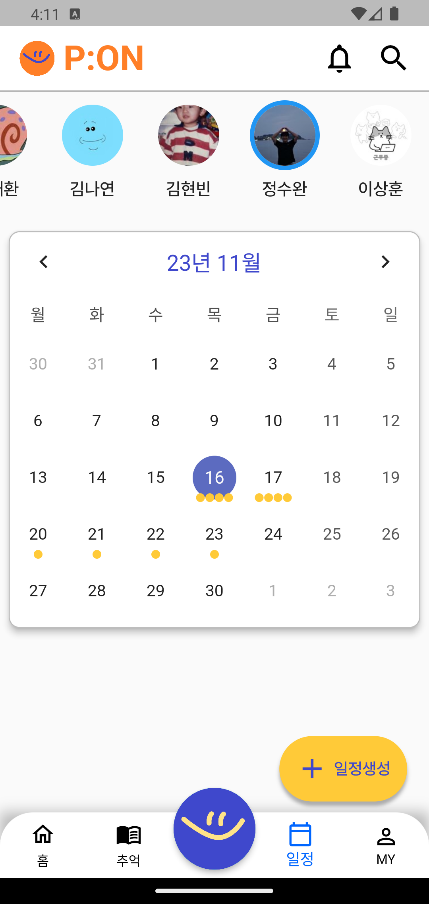 4:11 A
P:ON
환 김나연 김현빈 정수완 이상훈
근무중
23년 11월
월 화 수 목 금 토 일
30 31 1 2 3 4 5
6 7 8 9 10 11 12
13 14 15 16 17 18 19
20 21 22 23 24 25 26
27 28 29 30 1 2 3
일정생성
홈 추억 일정 MY